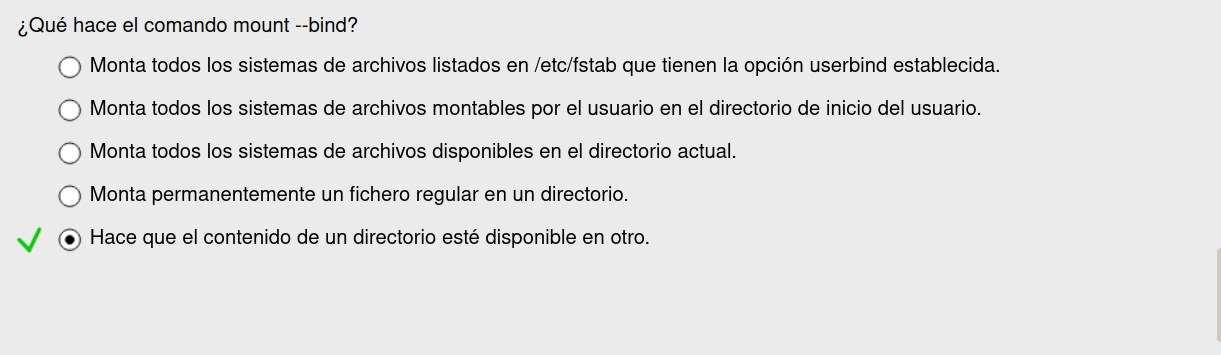 ¿Qué hace el comando mount --bind?
Monta todos los sistemas de archivos listados en /etc/fstab que tienen la opción userbind establecida.
Monta todos los sistemas de archivos montables por el usuario en el directorio de inicio del usuario.
Monta todos los sistemas de archivos disponibles en el directorio actual.
Monta permanentemente un fichero regular en un directorio.
Hace que el contenido de un directorio esté disponible en otro.